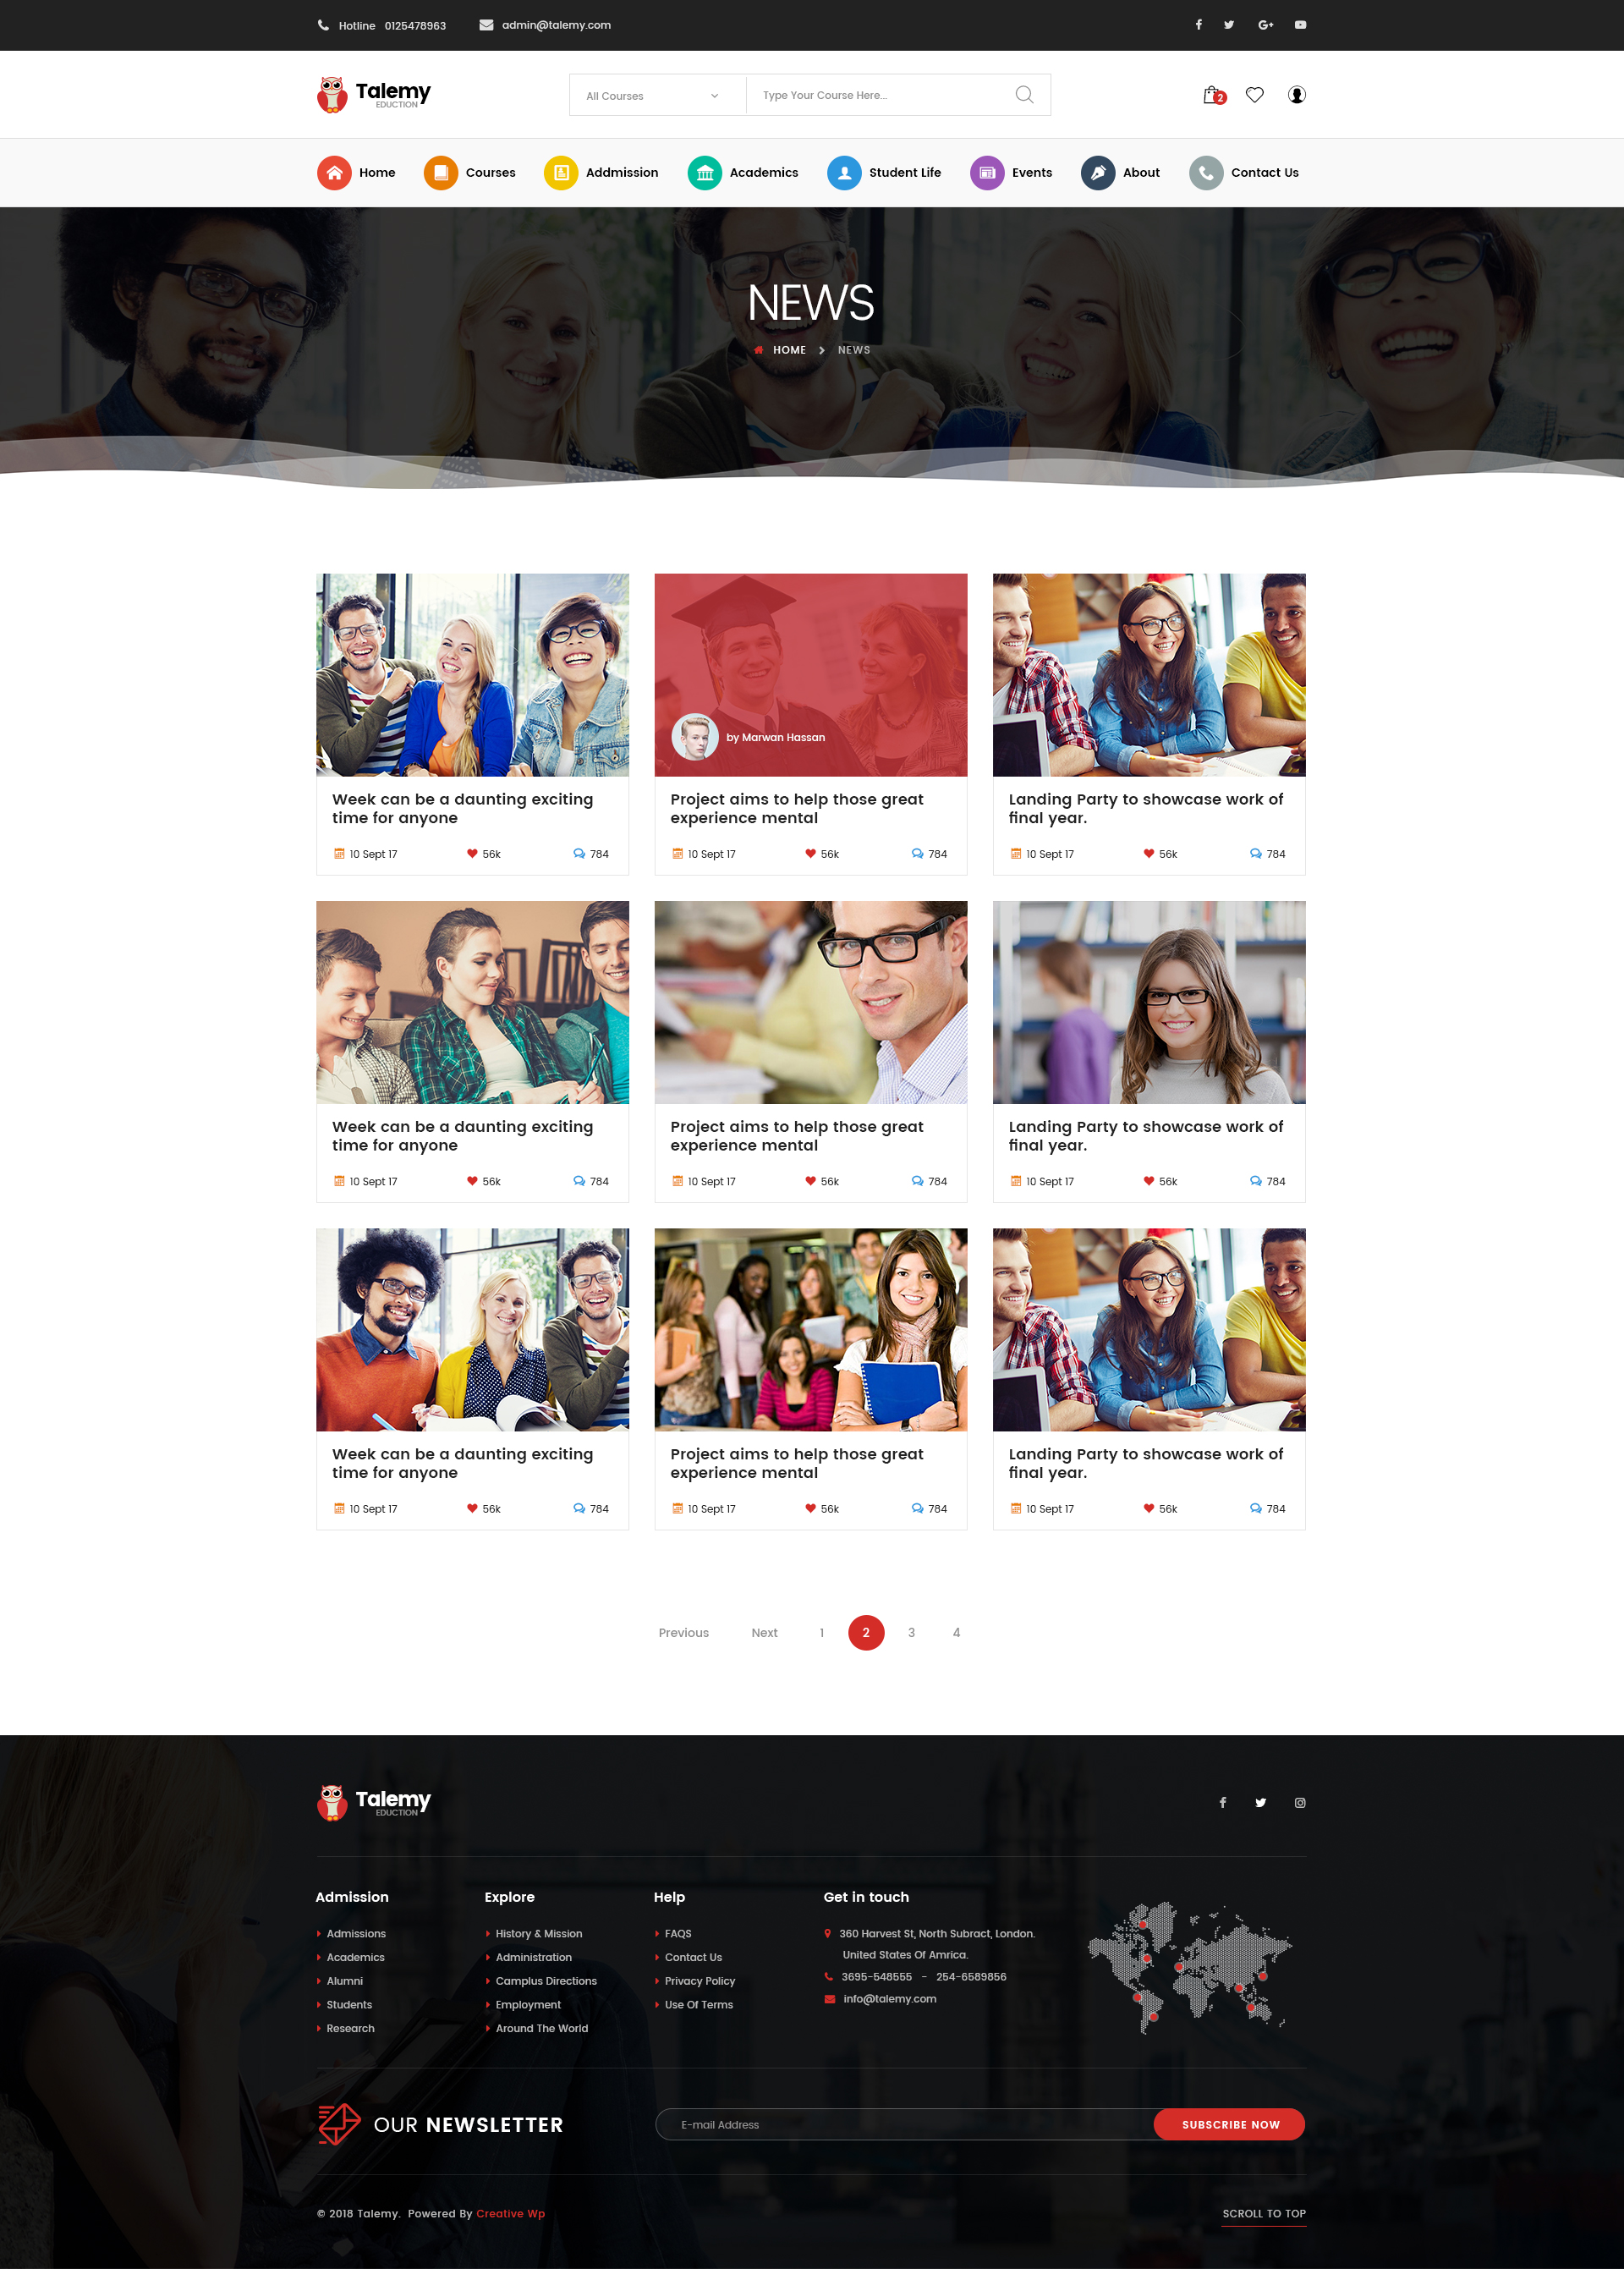 Hotline 0125478963 admin@talemy.com
Talemy
EDUCTION
All Courses Type Your Course Here...
2
Home Courses Addmission Academics Student Life Events About Contact Us
NEWS
HOME NEWS
by Marwan Hassan
Week can be a daunting exciting
time for anyone
10 Sept 17 56k 784
Project aims to help those great
experience mental
10 Sept 17 56k 784
Landing Party to showcase work of
final year.
10 Sept 17 56k 784
Week can be a daunting exciting
time for anyone
10 Sept 17 56k 784
Project aims to help those great
experience mental
10 Sept 17 56k 784
Landing Party to showcase work of
final year.
10 Sept 17 56k 784
Week can be a daunting exciting
time for anyone
10 Sept 17 56k 784
Project aims to help those great
experience mental
10 Sept 17 56k 784
Landing Party to showcase work of
final year.
10 Sept 17 56k 784
Previous Next 1 2 3 4
Talemy
EDUCTION
Admission
Admissions
Academics
Alumni
Students
Research
Explore
History & Mission
Administration
Camplus Directions
Employment
Around The World
Help
FAQS
Contact Us
Privacy Policy
Use Of Terms
Get in touch
360 Harvest St, North Subract, London.
United States Of Amrica.
3695-548555 - 254-6589856
info@talemy.com
OUR NEWSLETTER
E-mail Address SUBSCRIBE NOW
© 2018 Talemy. Powered By Creative Wp
SCROLL TO TOP